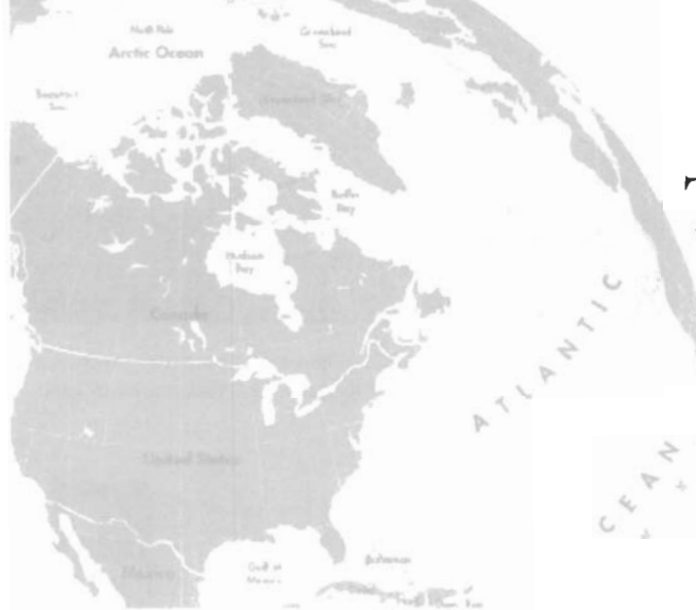 North Pole
Greenland
Sea
Arctic Ocean
Beaufort
Sea
Baffin
Bay
Hudson
Bay
Canada
ATLANTIC
United States
CEAN
Gulf of
Mexico
Bahamas
Mexico
T